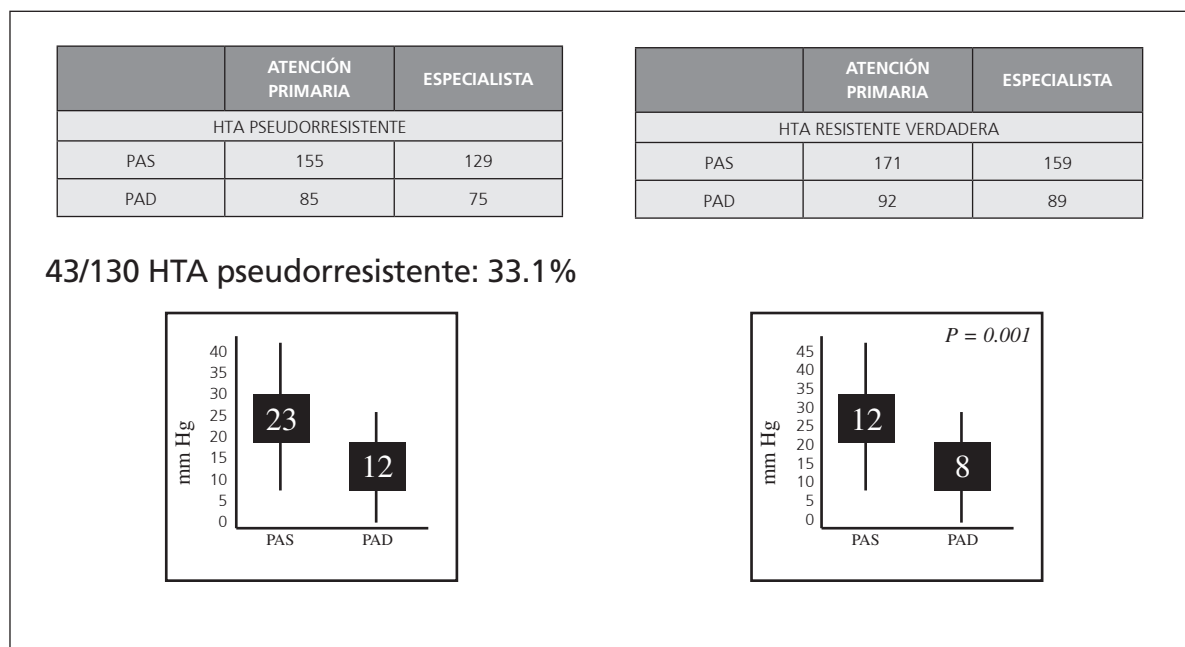 ATENCIÓN
PRIMARIA
ESPECIALISTA
HTA PSEUDORRESISTENTE
PAS 155 129
PAD 85 75
ATENCIÓN
PRIMARIA
ESPECIALISTA
HTA RESISTENTE VERDADERA
PAS 171 159
PAD 92 89
43/130 HTA pseudorresistente: 33.1%
mm Hg
40
35
30
25
20
15
10
5
0
23
12
PAS PAD
P = 0.001
mm Hg
45
40
35
30
25
20
15
10
5
0
12
8
PAS PAD